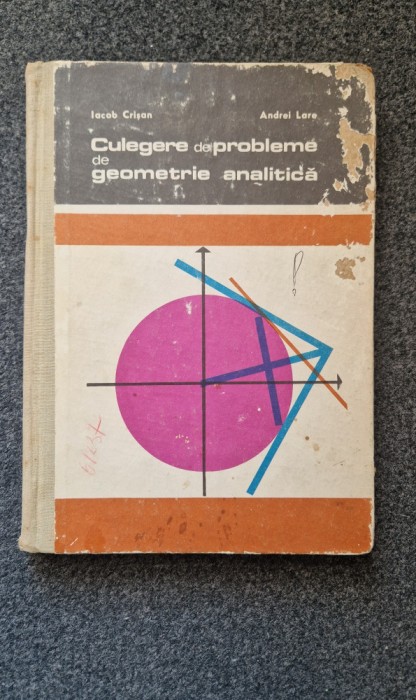 Iacob Crişan Andrei Lare
Culegere de probleme
de
geometrie analitică